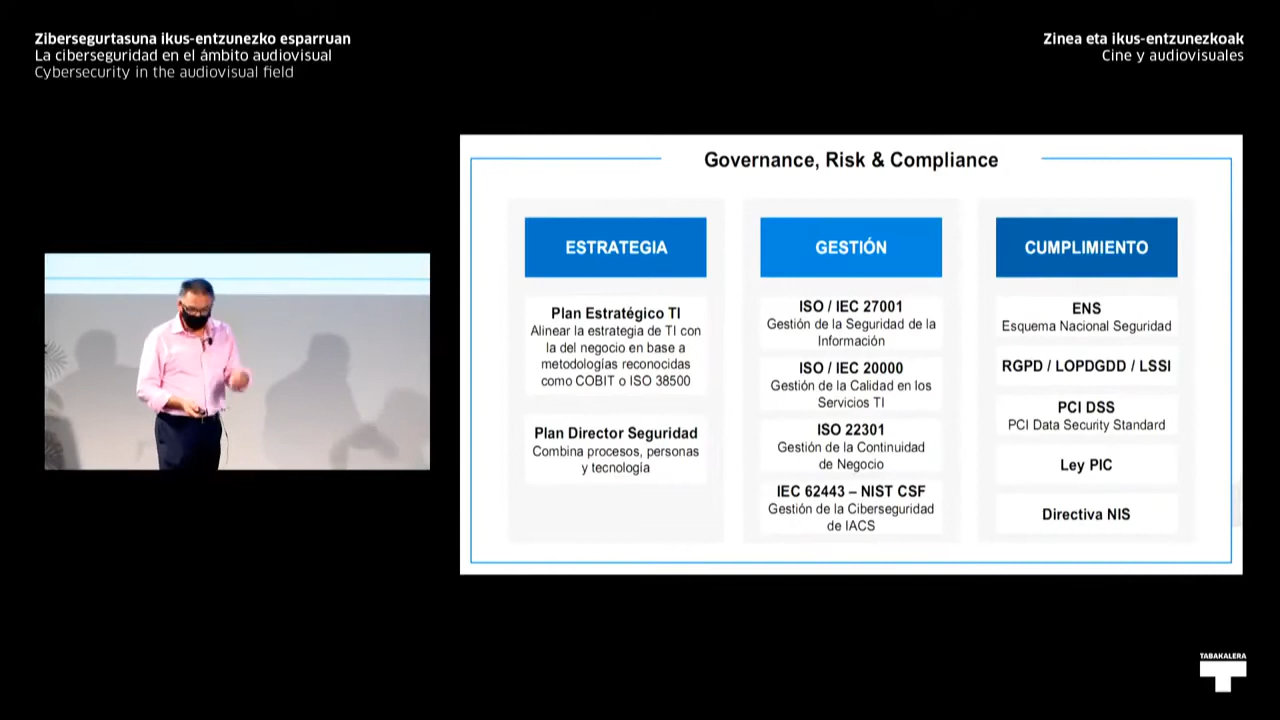 Zibersegurtasuna ikus-entzunezko esparruan
La ciberseguridad en el ámbito audiovisual
Cybersecurity in the audiovisual field
Zinea eta ikus-entzunezkoak
Cine y audiovisuales
Governance, Risk & Compliance
ESTRATEGIA
Plan Estratégico TI
Alinear la estrategia de TI con
la del negocio en base a
metodologías reconocidas
como COBIT o ISO 38500
Plan Director Seguridad
Combina procesos, personas
y tecnología
GESTIÓN
ISO / IEC 27001
Gestión de la Seguridad de la
Información
ISO / IEC 20000
Gestión de la Calidad en los
Servicios TI
ISO 22301
Gestión de la Continuidad
de Negocio
IEC 62443 – NIST CSF
Gestión de la Ciberseguridad
de IACS
CUMPLIMIENTO
ENS
Esquema Nacional Seguridad
RGPD / LOPDGDD / LSSI
PCI DSS
PCI Data Security Standard
Ley PIC
Directiva NIS
TABAKALERA